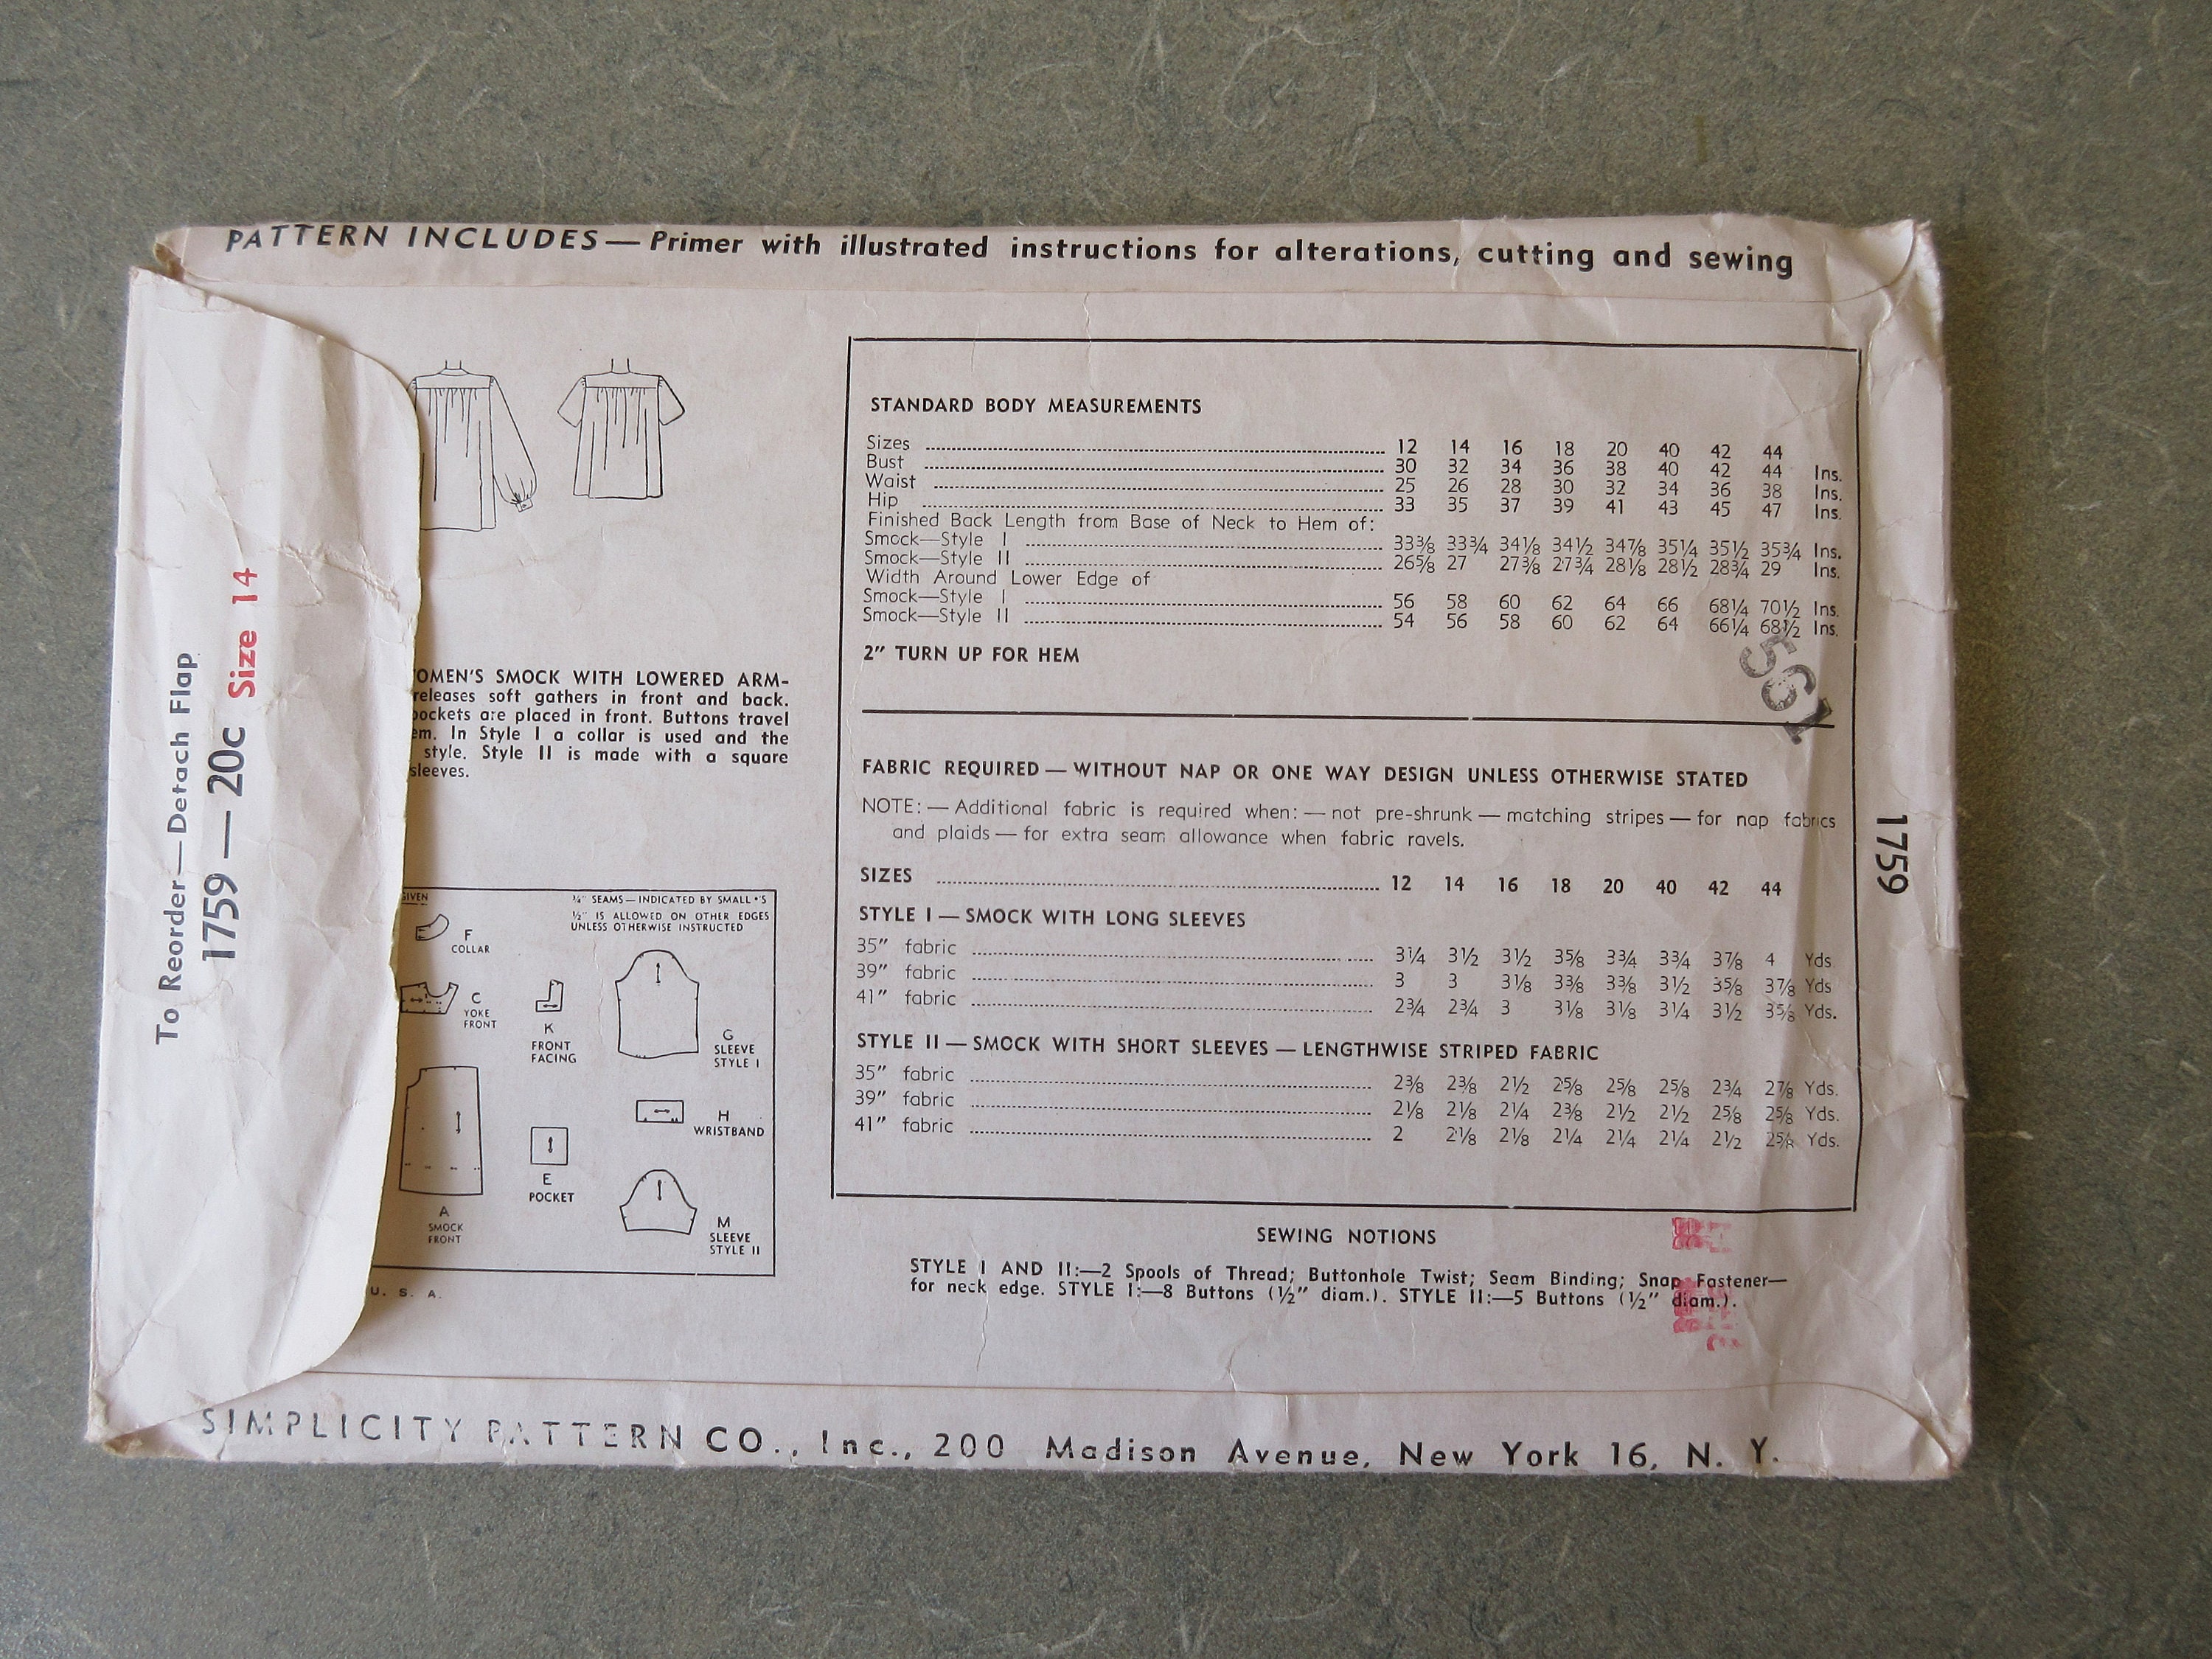 PATTERN INCLUDES — Primer with illustrated instructions for alterations, cutting and sewing
To Reorder — Detach Flap
1759 — 20c Size 14
OMEN'S SMOCK WITH LOWERED ARM-
releases soft gathers in front and back.
pockets are placed in front. Buttons travel
em. In Style I a collar is used and the
style. Style II is made with a square
sleeves.
GIVEN
¾" SEAMS — INDICATED BY SMALL •'S
½" IS ALLOWED ON OTHER EDGES
UNLESS OTHERWISE INSTRUCTED
F
COLLAR
C
YOKE
FRONT
K
FRONT
FACING
G
SLEEVE
STYLE I
H
WRISTBAND
A
SMOCK
FRONT
E
POCKET
M
SLEEVE
STYLE II
U. S. A.
STANDARD BODY MEASUREMENTS
Sizes 12 14 16 18 20 40 42 44
Bust 30 32 34 36 38 40 42 44 Ins.
Waist 25 26 28 30 32 34 36 38 Ins.
Hip 33 35 37 39 41 43 45 47 Ins.
Finished Back Length from Base of Neck to Hem of:
Smock—Style I 33⅜ 33¾ 34⅛ 34½ 34⅞ 35¼ 35½ 35¾ Ins.
Smock—Style II 26⅝ 27 27⅜ 27¾ 28⅛ 28½ 28¾ 29 Ins.
Width Around Lower Edge of
Smock—Style I 56 58 60 62 64 66 68¼ 70½ Ins.
Smock—Style II 54 56 58 60 62 64 66¼ 68½ Ins.
2" TURN UP FOR HEM
561
FABRIC REQUIRED — WITHOUT NAP OR ONE WAY DESIGN UNLESS OTHERWISE STATED
NOTE: — Additional fabric is required when: — not pre-shrunk — matching stripes — for nap fabrics
and plaids — for extra seam allowance when fabric ravels.
SIZES 12 14 16 18 20 40 42 44
STYLE I — SMOCK WITH LONG SLEEVES
35" fabric 3¼ 3½ 3½ 3⅝ 3¾ 3¾ 3⅞ 4 Yds.
39" fabric 3 3 3⅛ 3⅜ 3⅜ 3½ 3⅝ 3⅞ Yds.
41" fabric 2¾ 2¾ 3 3⅛ 3⅛ 3¼ 3½ 3⅝ Yds.
STYLE II — SMOCK WITH SHORT SLEEVES — LENGTHWISE STRIPED FABRIC
35" fabric 2⅜ 2⅜ 2½ 2⅝ 2⅝ 2⅝ 2¾ 2⅞ Yds.
39" fabric 2⅛ 2⅛ 2¼ 2⅜ 2½ 2½ 2⅝ 2⅝ Yds.
41" fabric 2 2⅛ 2⅛ 2¼ 2¼ 2¼ 2½ 2⅝ Yds.
1759
SEWING NOTIONS
STYLE I AND II:—2 Spools of Thread; Buttonhole Twist; Seam Binding; Snap Fastener—
for neck edge. STYLE I:—8 Buttons (½" diam.). STYLE II:—5 Buttons (½" diam.).
SIMPLICITY PATTERN CO., Inc., 200 Madison Avenue, New York 16, N. Y.